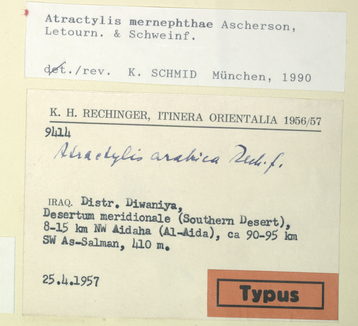 Atractylis mernephthae Ascherson,
Letourn. & Schweinf.
det./rev. K. SCHMID München, 1990
K. H. RECHINGER, ITINERA ORIENTALIA 1956/57
9414
Atractylis arabica Rech.f.
IRAQ. Distr. Diwaniya,
Desertum meridionale (Southern Desert),
8-15 km NW Aidaha (Al-Aida), ca 90-95 km
SW As-Salman, 410 m.
25.4.1957
Typus